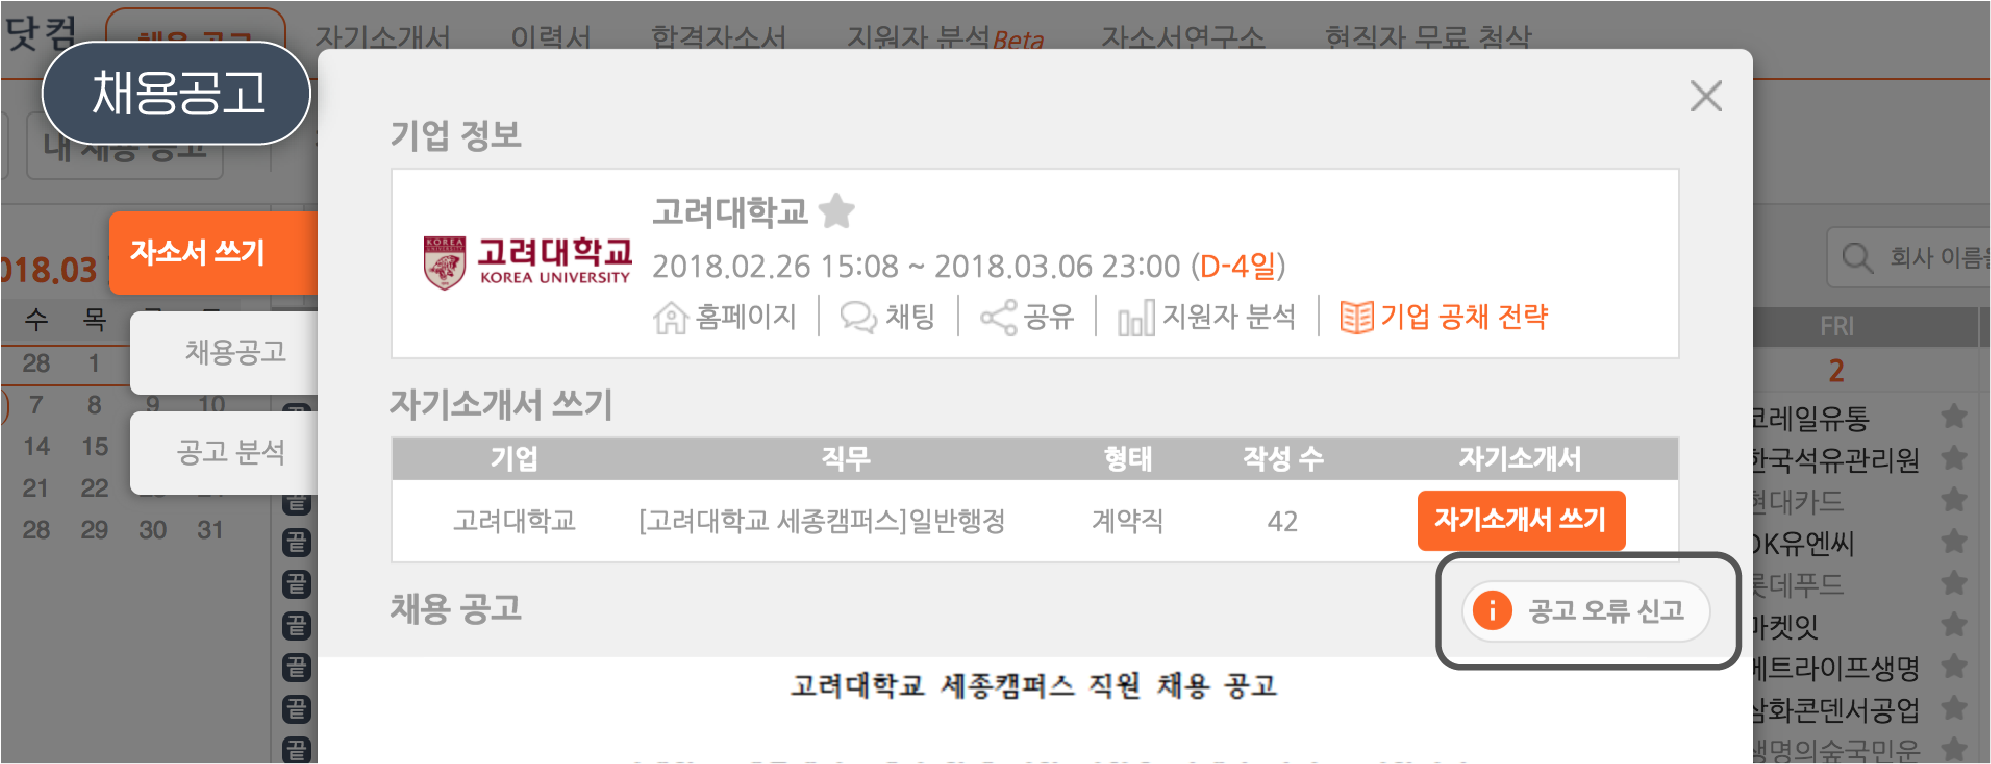 닷컴
채용 공고
자기소개서
이력서
합격자소서
지원자 분석 Beta
자소서연구소
현직자 무료 첨삭
채용공고
내 채용 공고
자소서 쓰기
채용공고
공고 분석
018.03
수 목
28 1
7 8 9 10
14 15
21 22
28 29 30 31
끝
끝
끝
끝
끝
끝
끝
기업 정보
KOREA
UNIVERSITY
고려대학교
KOREA UNIVERSITY
고려대학교
2018.02.26 15:08 ~ 2018.03.06 23:00 (D-4일)
홈페이지 채팅 공유 지원자 분석 기업 공채 전략
자기소개서 쓰기
기업 직무 형태 작성 수 자기소개서
고려대학교 [고려대학교 세종캠퍼스]일반행정 계약직 42 자기소개서 쓰기
채용 공고
i 공고 오류 신고
고려대학교 세종캠퍼스 직원 채용 공고
회사 이름을
FRI
2
코레일유통
한국석유관리원
현대카드
OK유엔씨
롯데푸드
마켓잇
메트라이프생명
삼화콘덴서공업
생명의숲국민운